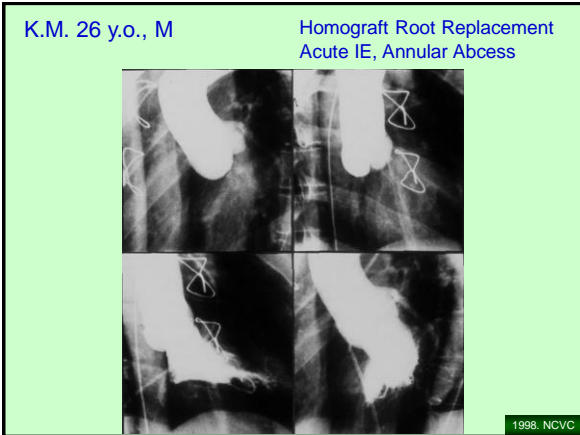 K.M. 26 y.o., M
Homograft Root Replacement
Acute IE, Annular Abcess
1998. NCVC